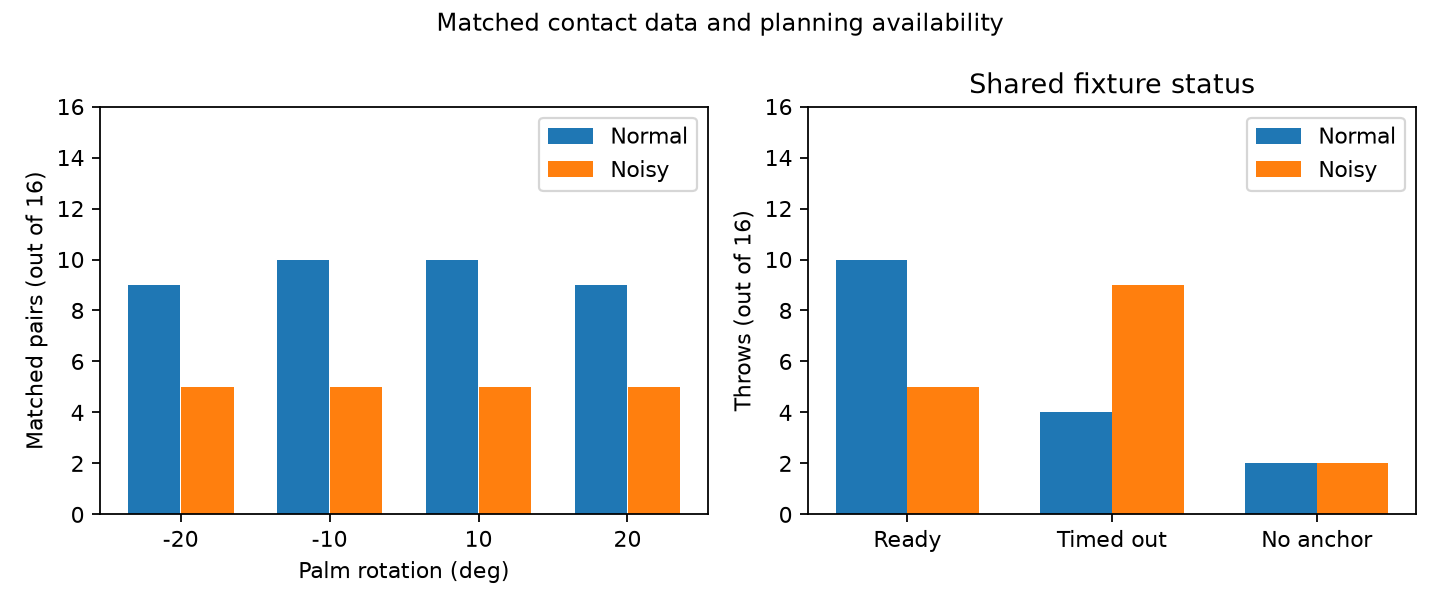 Matched contact data and planning availability
Matched pairs (out of 16)
16
14
12
10
8
6
4
2
0
Normal
Noisy
-20 -10 10 20
Palm rotation (deg)
Shared fixture status
Throws (out of 16)
16
14
12
10
8
6
4
2
0
Normal
Noisy
Ready Timed out No anchor